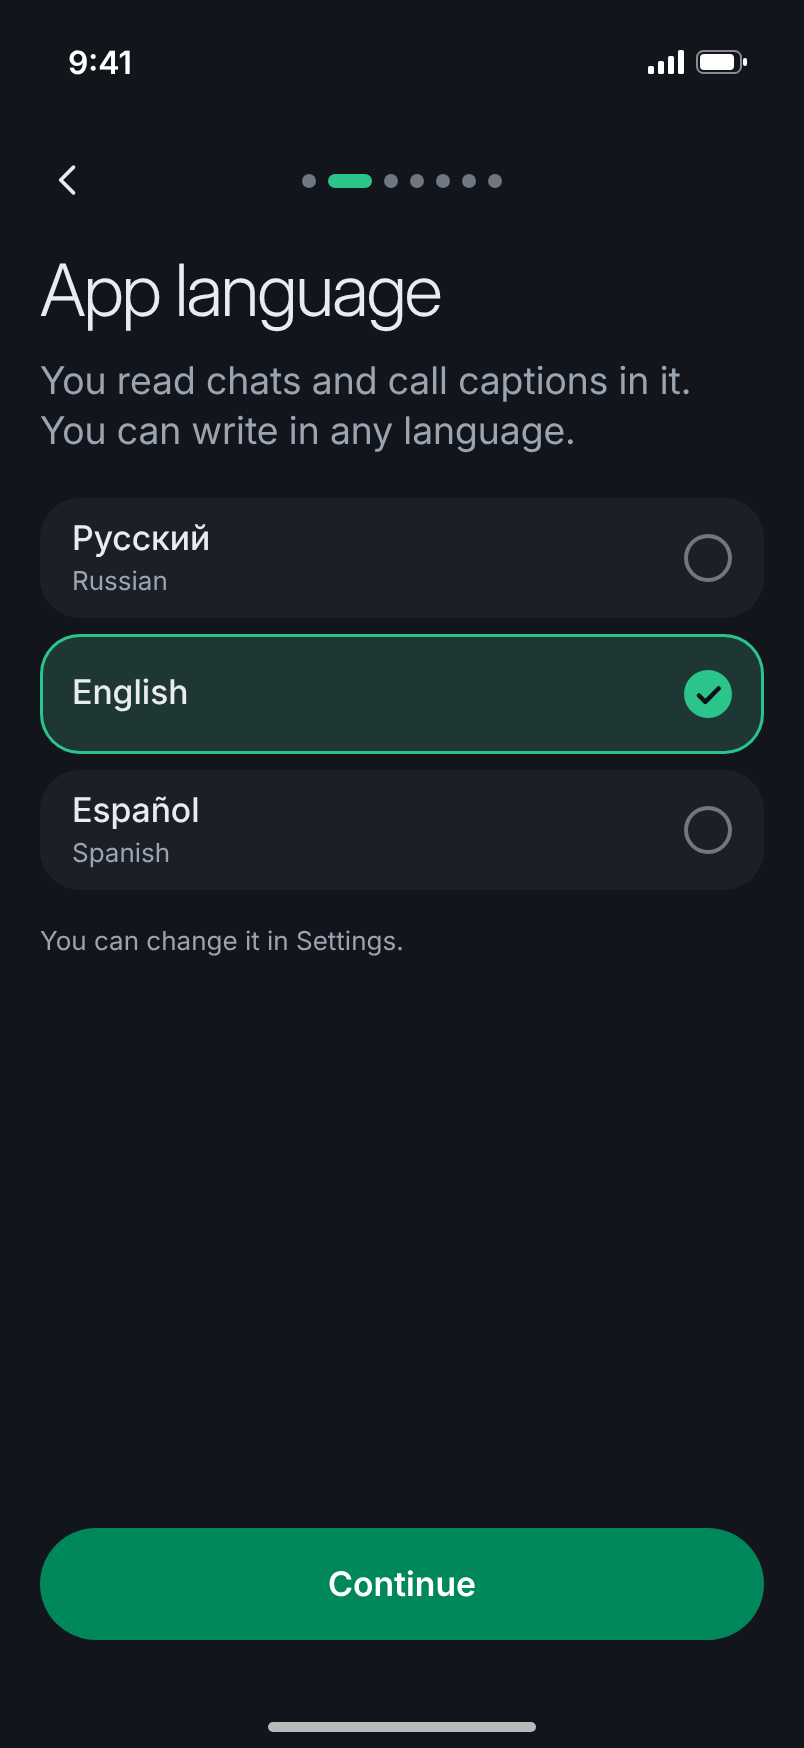 9:41
App language
You read chats and call captions in it.
You can write in any language.
Русский
Russian
English
Español
Spanish
You can change it in Settings.
Continue